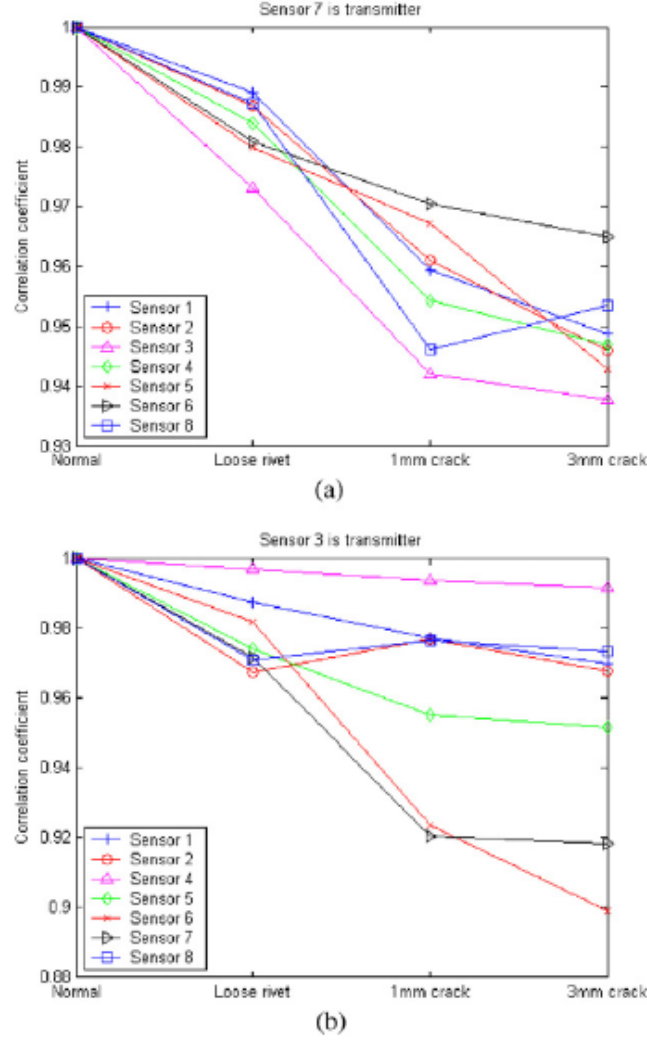 Sensor 7 is transmitter
1
0.99
0.98
0.97
0.96
0.95
0.94
0.93
Correlation coefficient
Sensor 1
Sensor 2
Sensor 3
Sensor 4
Sensor 5
Sensor 6
Sensor 8
Normal Loose rivet 1mm crack 3mm crack
(a)
Sensor 3 is transmitter
1
0.98
0.96
0.94
0.92
0.9
0.88
Correlation coefficient
Sensor 1
Sensor 2
Sensor 4
Sensor 5
Sensor 6
Sensor 7
Sensor 8
Normal Loose rivet 1mm crack 3mm crack
(b)